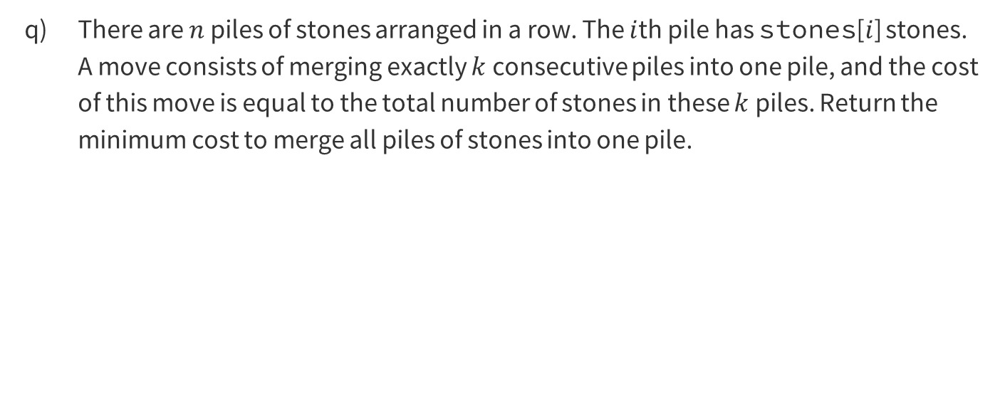 q) There are n piles of stones arranged in a row. The ith pile has stones[i] stones.
A move consists of merging exactly k consecutive piles into one pile, and the cost
of this move is equal to the total number of stones in these k piles. Return the
minimum cost to merge all piles of stones into one pile.